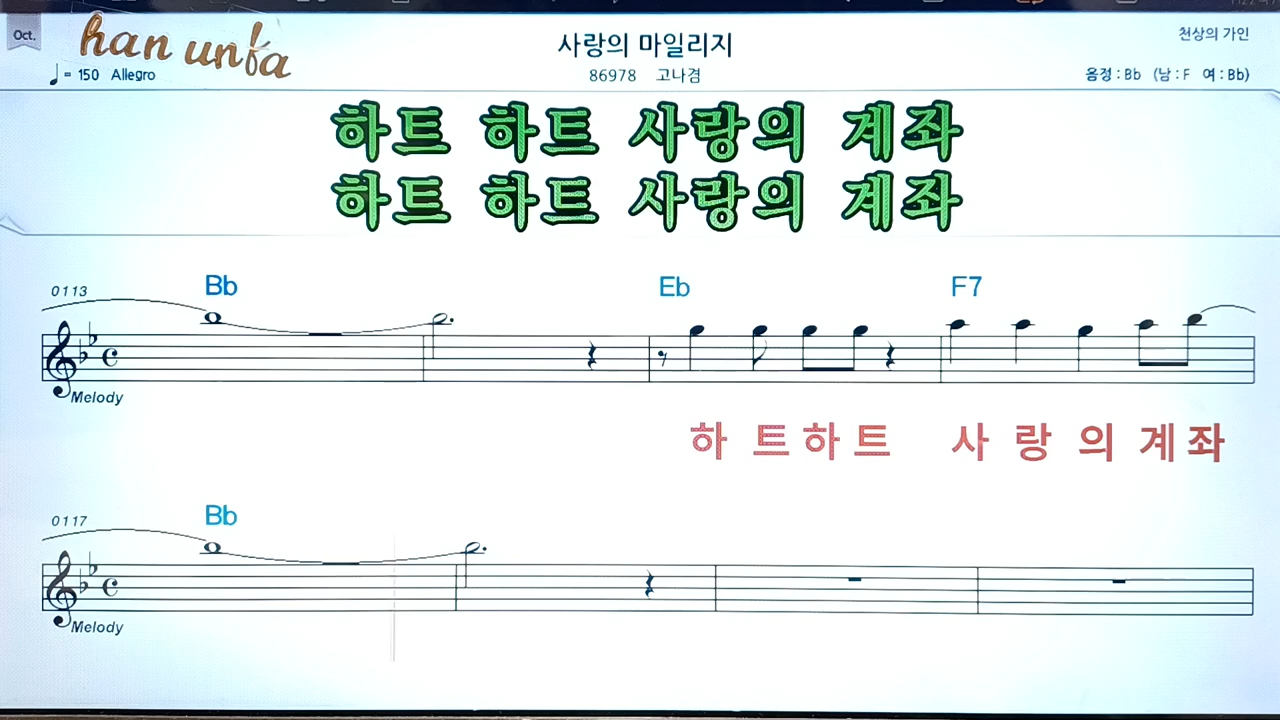 Oct.
han unfa
사랑의 마일리지
천상의 가인
♩= 150 Allegro
86978 고나겸
음정 : Bb (남 : F 여 : Bb)
하트 하트 사랑의 계좌
하트 하트 사랑의 계좌
0113
Bb Eb F7
Melody
하 트 하 트 사 랑 의 계 좌
0117
Bb
Melody